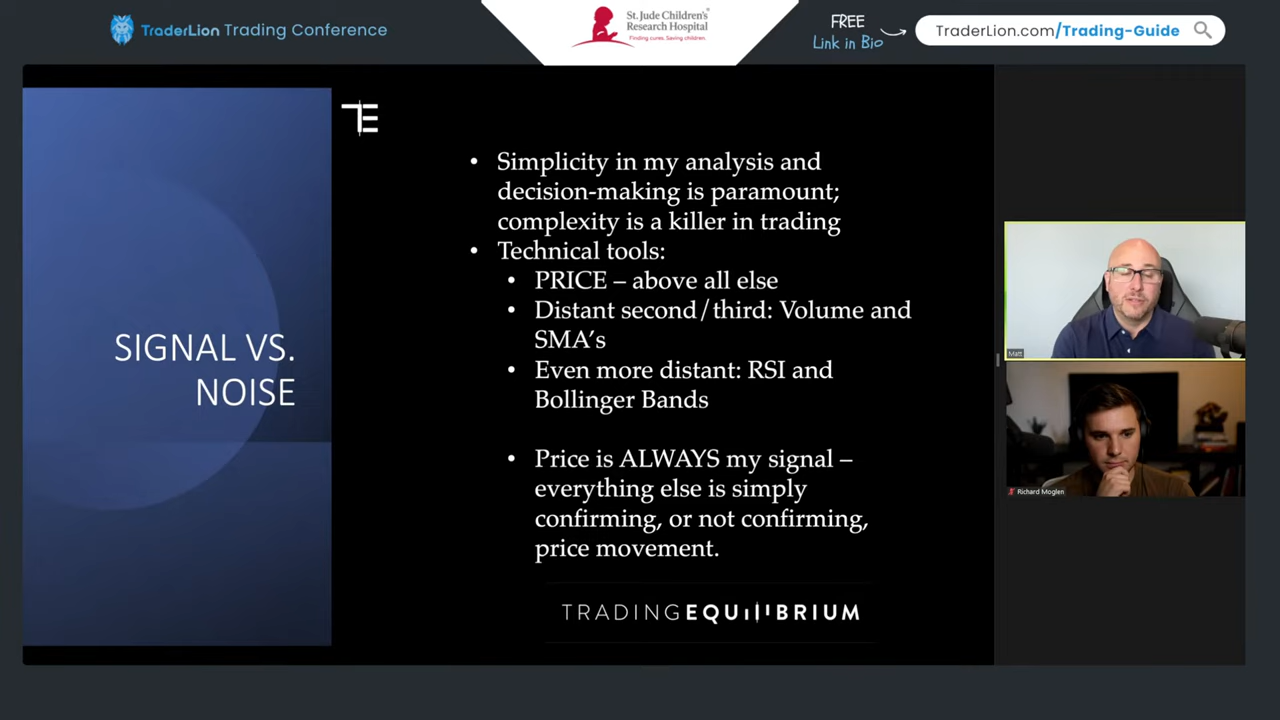 TraderLion Trading Conference
St. Jude Children's
Research Hospital
Finding cures. Saving children.
FREE
Link in Bio
TraderLion.com/Trading-Guide
TE
SIGNAL VS.
NOISE
• Simplicity in my analysis and
decision-making is paramount;
complexity is a killer in trading
• Technical tools:
• PRICE – above all else
• Distant second/third: Volume and
SMA's
• Even more distant: RSI and
Bollinger Bands
• Price is ALWAYS my signal –
everything else is simply
confirming, or not confirming,
price movement.
TRADINGEQUILIBRIUM
Matt
Richard Moglen